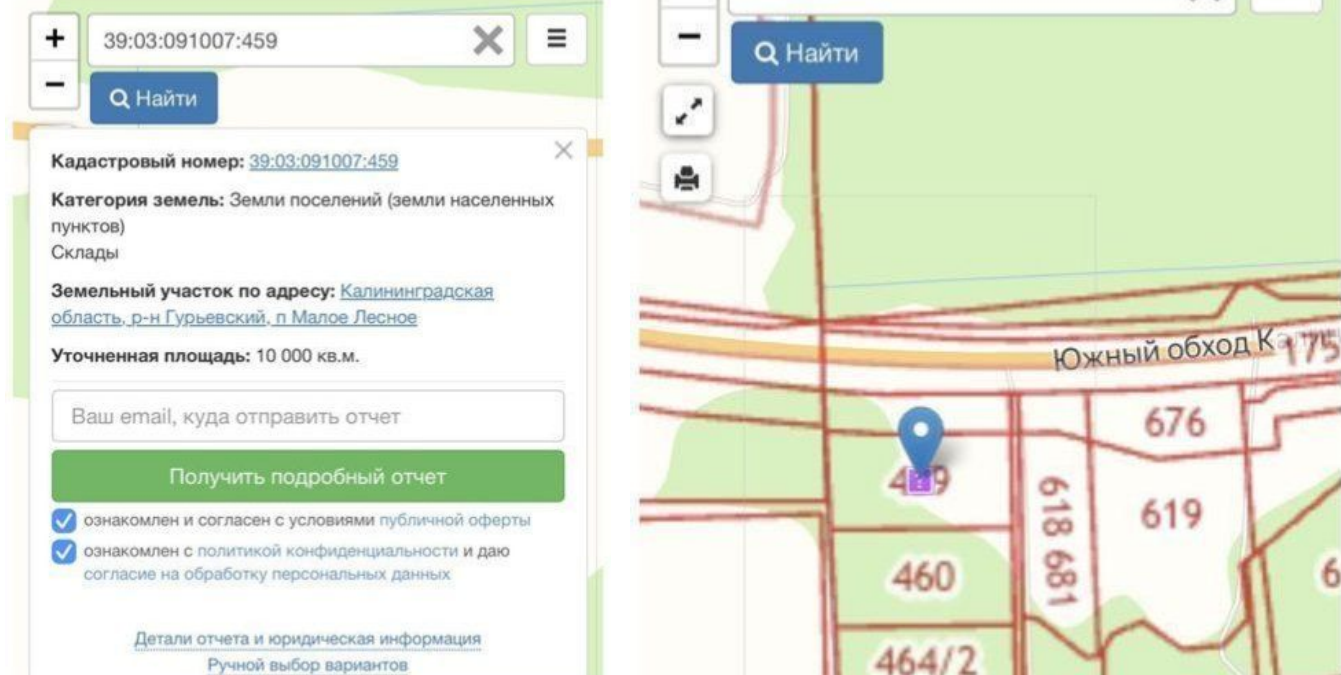 +
39:03:091007:459
−
Найти
Кадастровый номер: 39:03:091007:459
Категория земель: Земли поселений (земли населенных
пунктов)
Склады
Земельный участок по адресу: Калининградская
область, р-н Гурьевский, п Малое Лесное
Уточненная площадь: 10 000 кв.м.
Ваш email, куда отправить отчет
Получить подробный отчет
ознакомлен и согласен с условиями публичной оферты
ознакомлен с политикой конфиденциальности и даю
согласие на обработку персональных данных
Детали отчета и юридическая информация
Ручной выбор вариантов
−
Найти
Южный обход
175
676
618 681
619
460
464/2